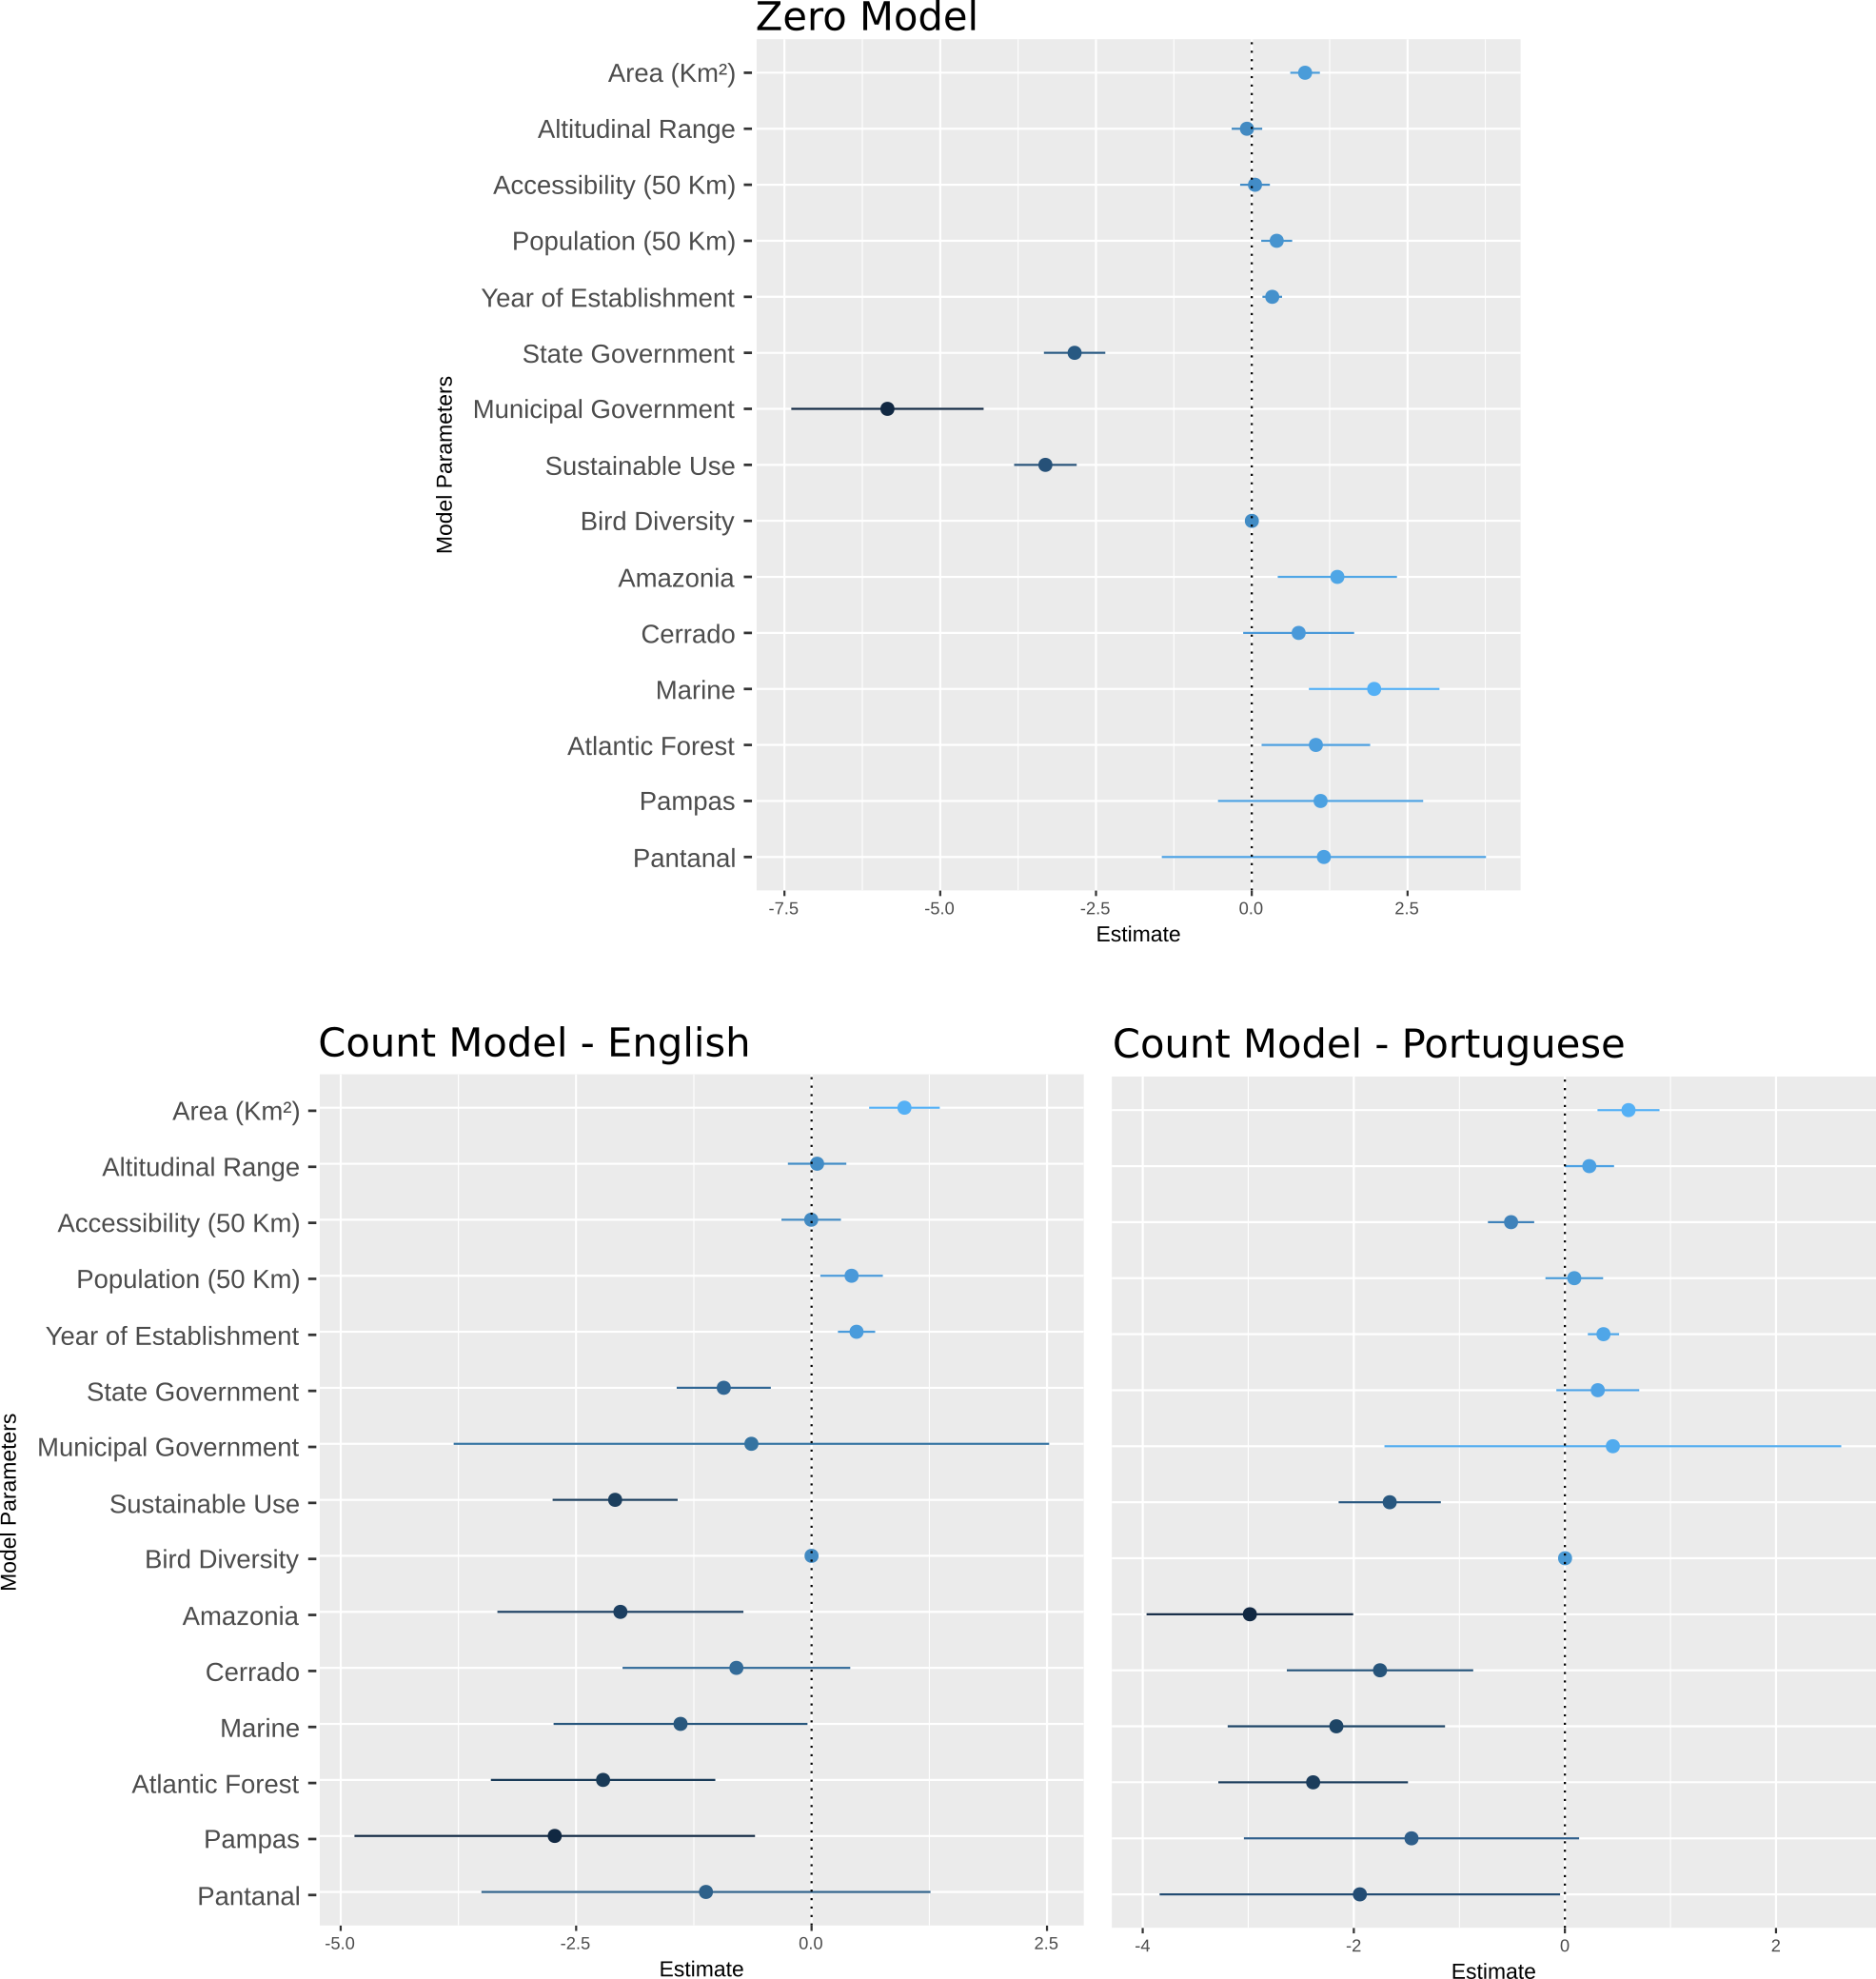 Zero Model
Area (Km²)
Altitudinal Range
Accessibility (50 Km)
Population (50 Km)
Year of Establishment
State Government
Municipal Government
Sustainable Use
Bird Diversity
Amazonia
Cerrado
Marine
Atlantic Forest
Pampas
Pantanal
Model Parameters
-7.5 -5.0 -2.5 0.0 2.5
Estimate
Count Model - English
Area (Km²)
Altitudinal Range
Accessibility (50 Km)
Population (50 Km)
Year of Establishment
State Government
Municipal Government
Sustainable Use
Bird Diversity
Amazonia
Cerrado
Marine
Atlantic Forest
Pampas
Pantanal
Model Parameters
-5.0 -2.5 0.0 2.5
Estimate
Count Model - Portuguese
-4 -2 0 2
Estimate